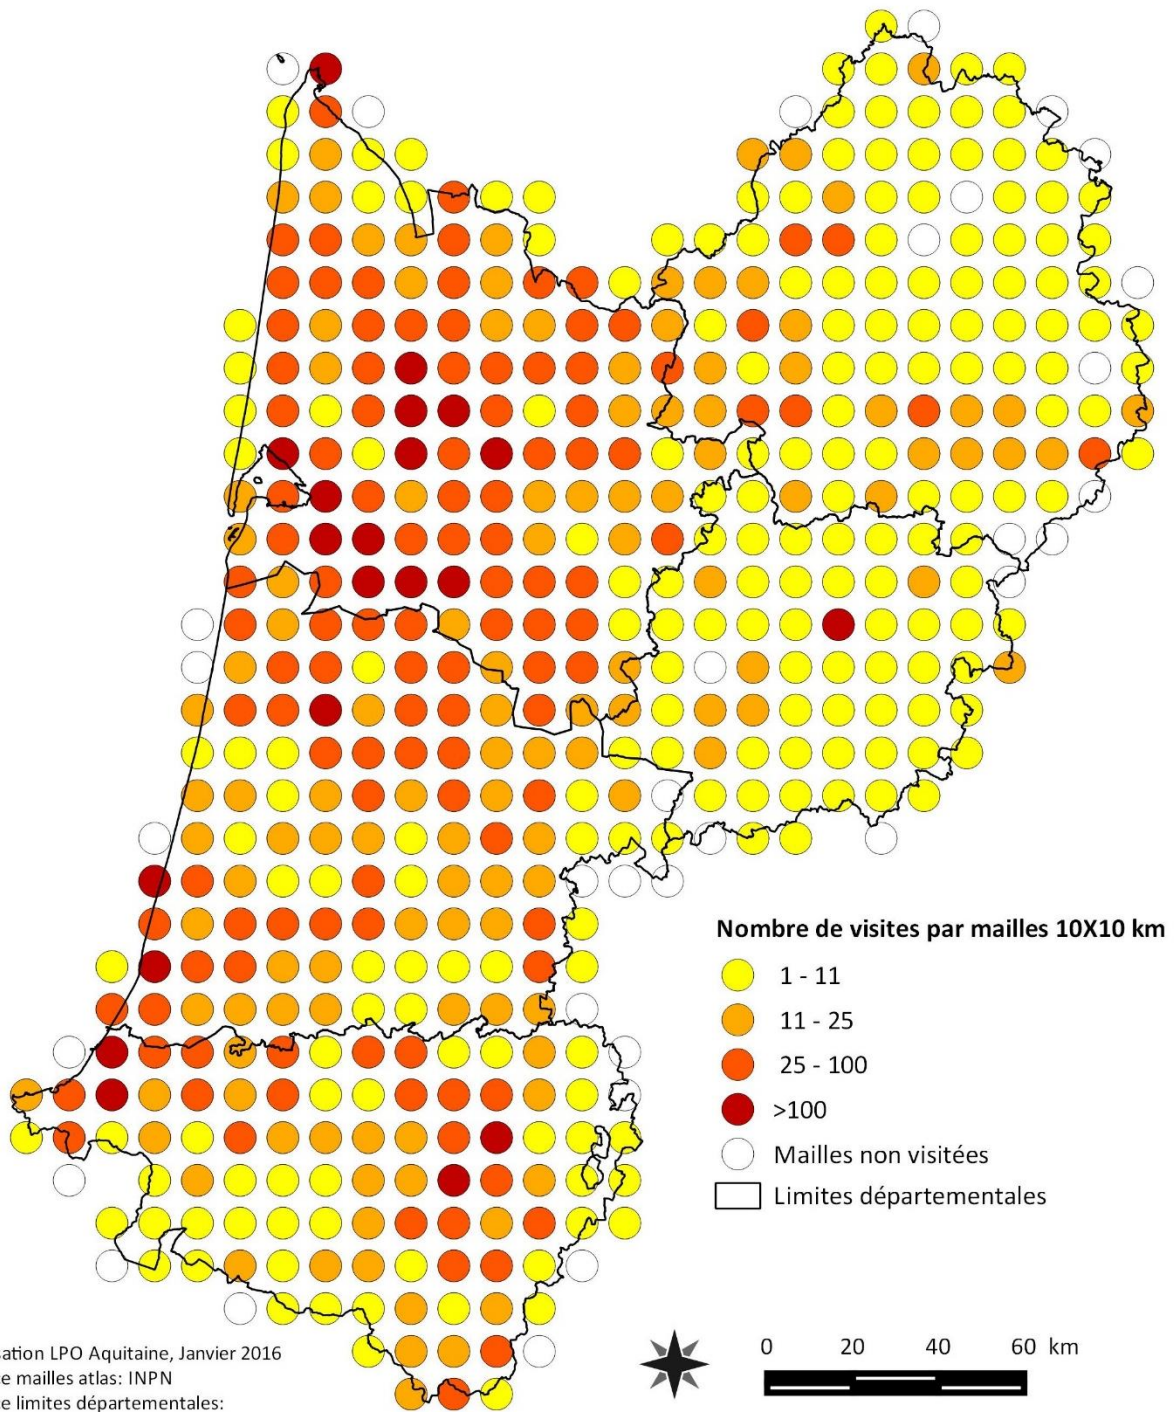 Nombre de visites par mailles 10X10 km
1 - 11
11 - 25
25 - 100
>100
Mailles non visitées
Limites départementales
0 20 40 60 km
sation LPO Aquitaine, Janvier 2016
e mailles atlas: INPN
e limites départementales: